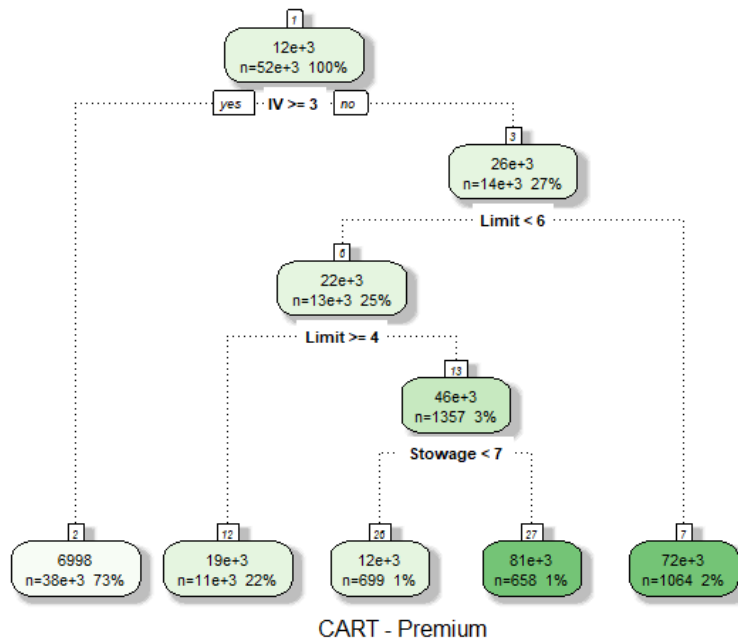 1
12e+3
n=52e+3 100%
yes IV >= 3 no
3
26e+3
n=14e+3 27%
Limit < 6
6
22e+3
n=13e+3 25%
Limit >= 4
13
46e+3
n=1357 3%
Stowage < 7
2
6998
n=38e+3 73%
12
19e+3
n=11e+3 22%
26
12e+3
n=699 1%
27
81e+3
n=658 1%
7
72e+3
n=1064 2%
CART - Premium